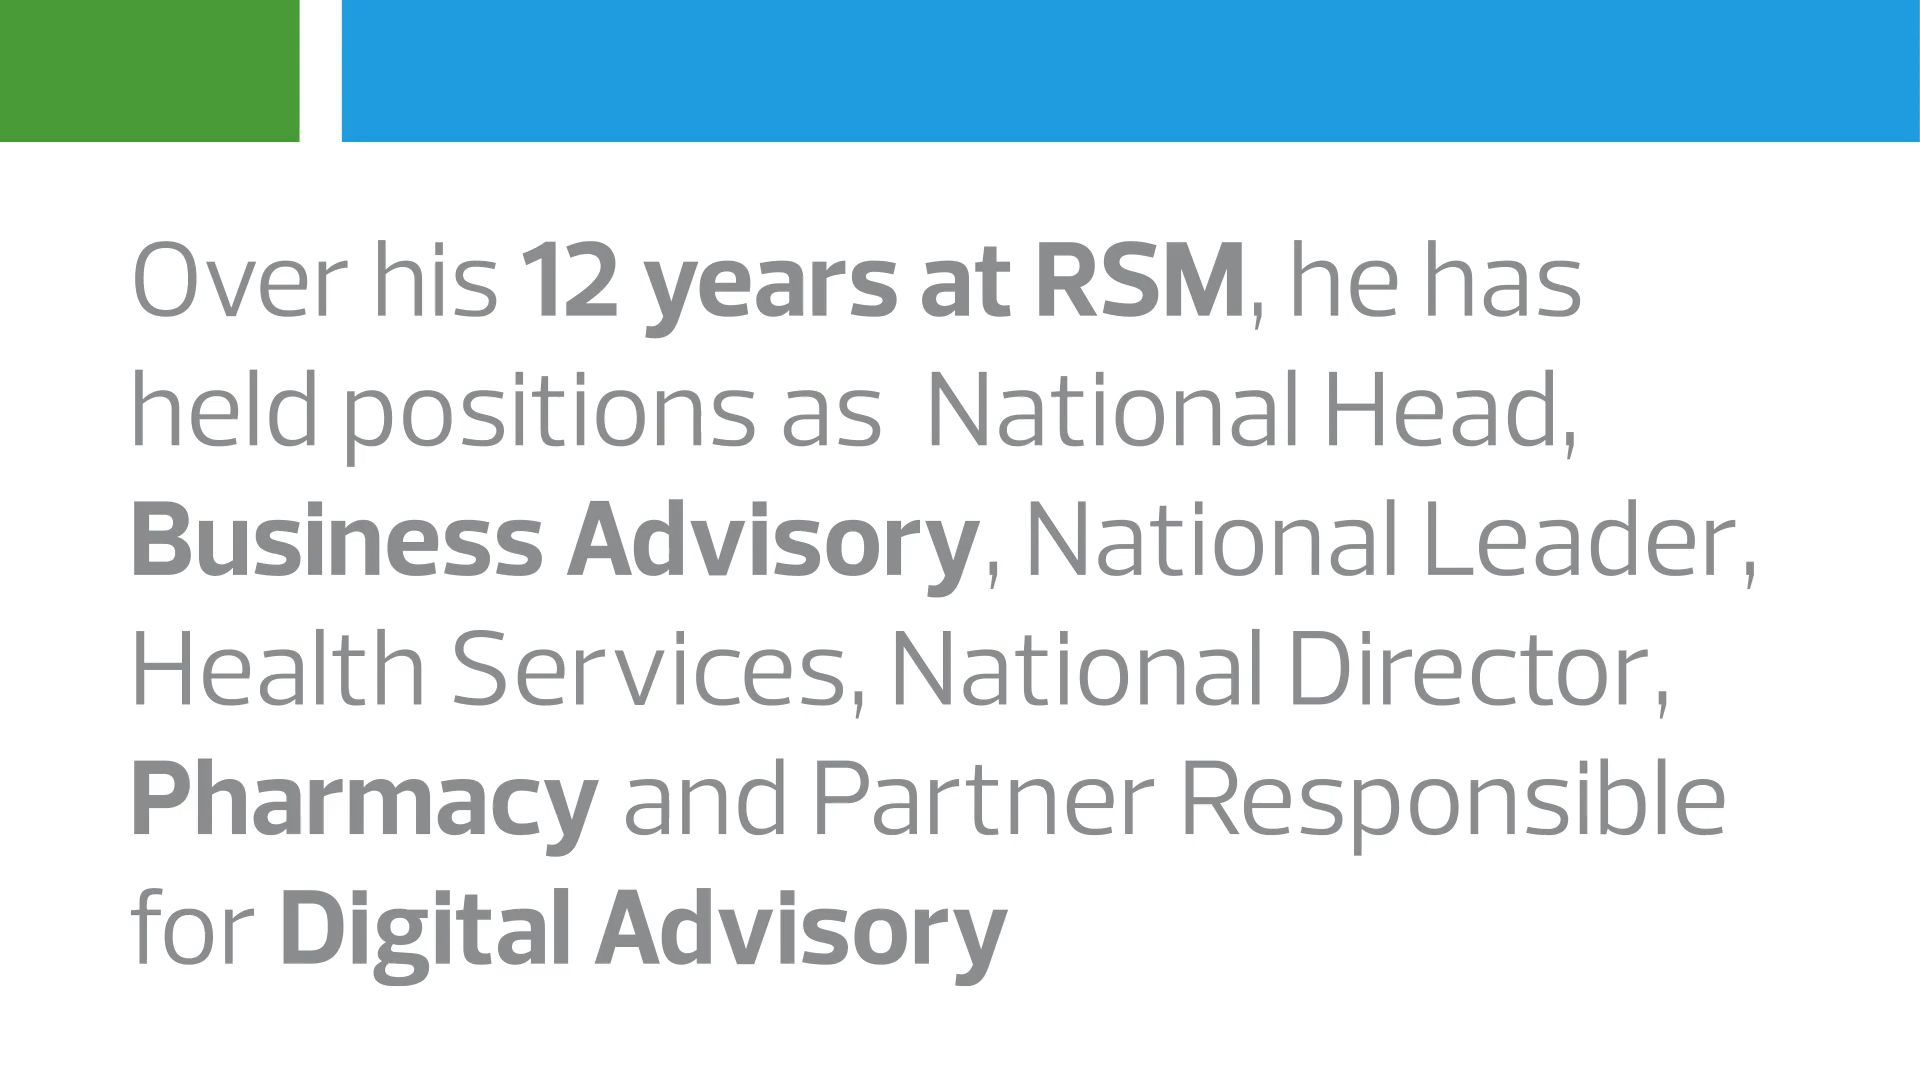 Over his 12 years at RSM, he has
held positions as  National Head,
Business Advisory, National Leader,
Health Services, National Director,
Pharmacy and Partner Responsible
for Digital Advisory